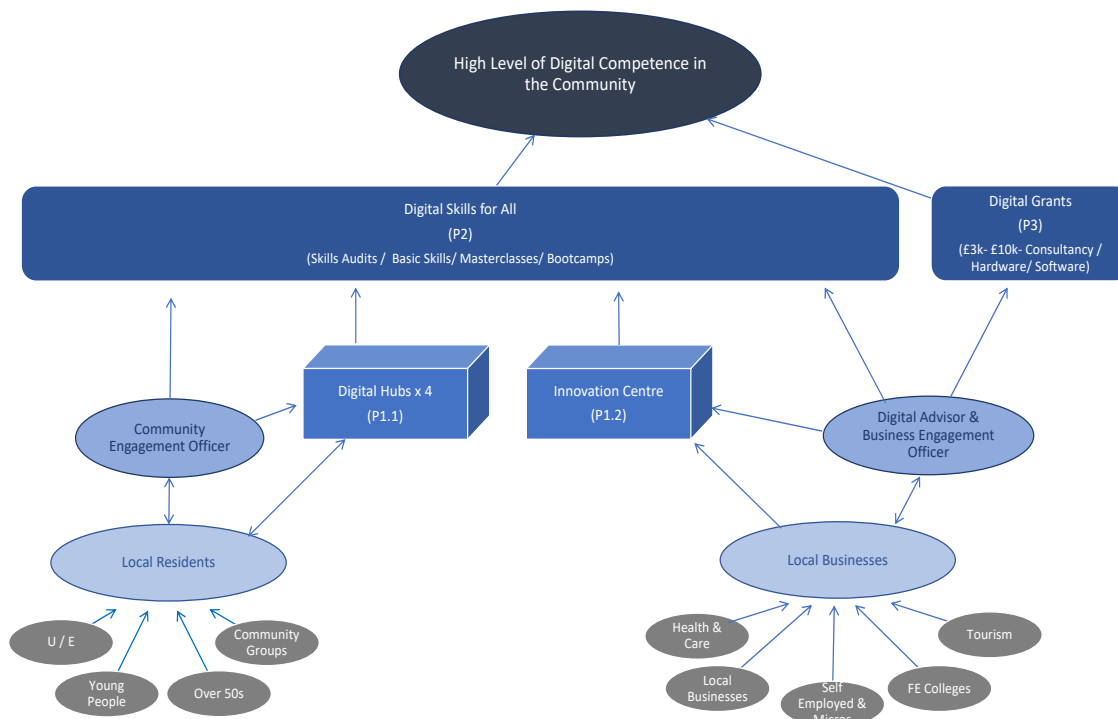 High Level of Digital Competence in
the Community
Digital Skills for All
(P2)
(Skills Audits / Basic Skills/ Masterclasses/ Bootcamps)
Digital Grants
(P3)
(£3k- £10k- Consultancy /
Hardware/ Software)
Digital Hubs x 4
(P1.1)
Innovation Centre
(P1.2)
Community
Engagement Officer
Digital Advisor &
Business Engagement
Officer
Local Residents
Local Businesses
U / E
Young
People
Over 50s
Community
Groups
Health &
Care
Local
Businesses
Self
Employed &
Micros
FE Colleges
Tourism